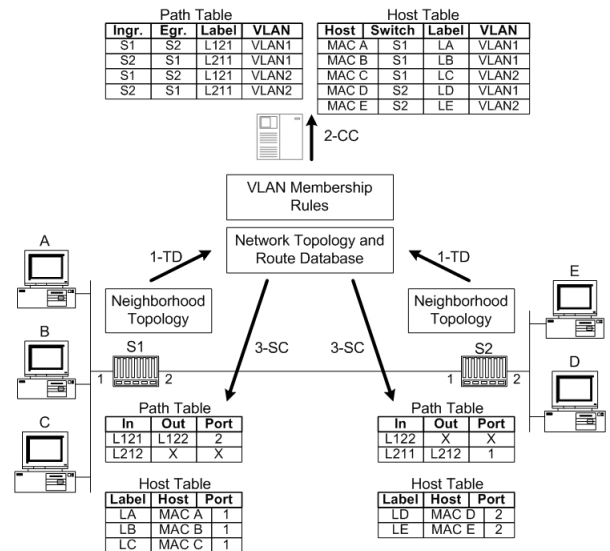 Path Table
Ingr. Egr. Label VLAN
S1 S2 L121 VLAN1
S2 S1 L211 VLAN1
S1 S2 L121 VLAN2
S2 S1 L211 VLAN2
Host Table
Host Switch Label VLAN
MAC A S1 LA VLAN1
MAC B S1 LB VLAN1
MAC C S1 LC VLAN2
MAC D S2 LD VLAN1
MAC E S2 LE VLAN2
2-CC
VLAN Membership
Rules
Network Topology and
Route Database
1-TD
1-TD
A
B
C
E
D
Neighborhood
Topology
Neighborhood
Topology
S1
1 2
S2
1 2
3-SC
3-SC
Path Table
In Out Port
L121 L122 2
L212 X X
Host Table
Label Host Port
LA MAC A 1
LB MAC B 1
LC MAC C 1
Path Table
In Out Port
L122 X X
L211 L212 1
Host Table
Label Host Port
LD MAC D 2
LE MAC E 2